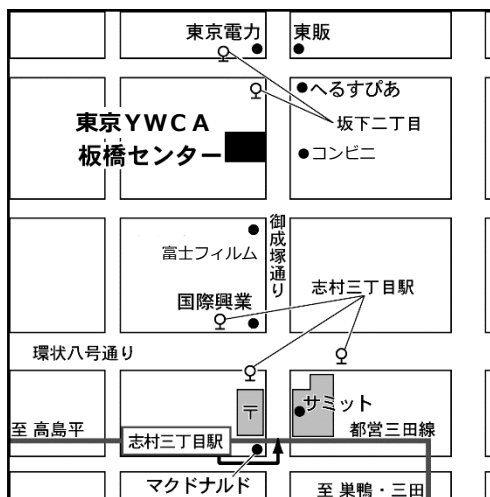 東京電力
東販
へるすぴあ
坂下二丁目
東京YWCA
板橋センター
コンビニ
御成塚通り
富士フィルム
志村三丁目駅
国際興業
環状八号通り
〒
サミット
至 高島平
志村三丁目駅
都営三田線
マクドナルド
至 巣鴨・三田